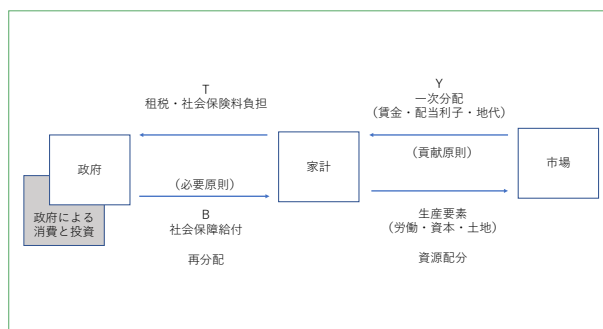 T
租税・社会保険料負担
Y
一次分配
（賃金・配当利子・地代）
政府
（必要原則）
家計
（貢献原則）
市場
政府による
消費と投資
B
社会保障給付
再分配
生産要素
（労働・資本・土地）
資源配分